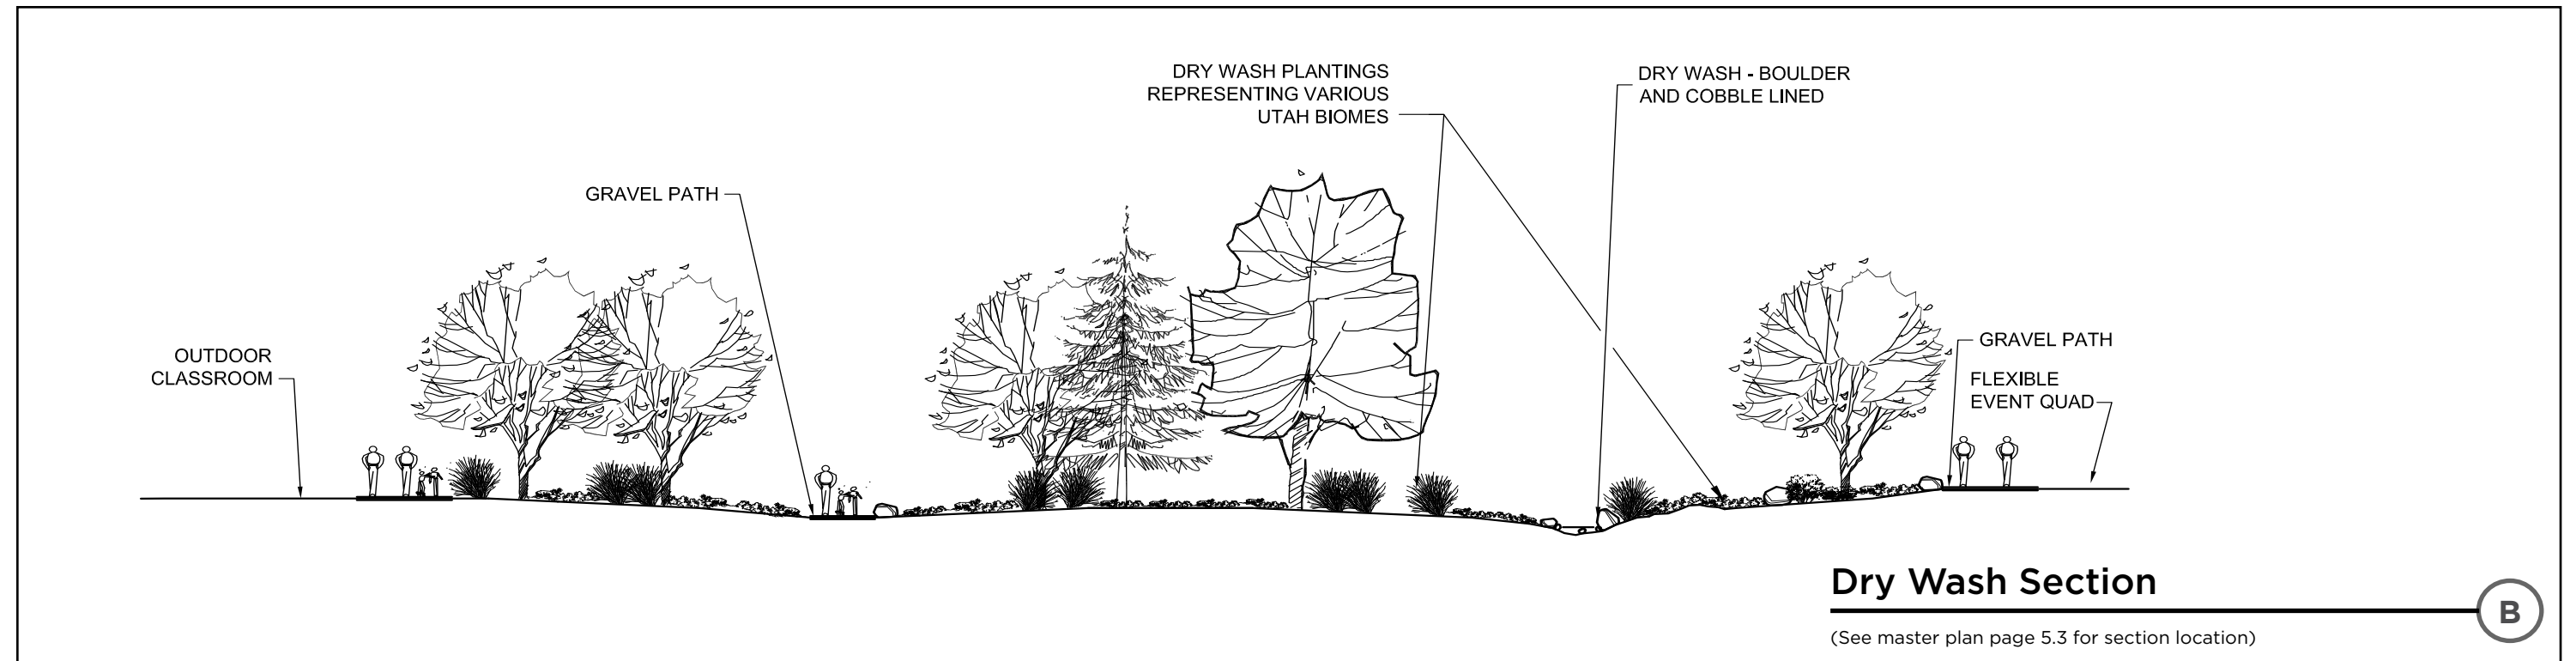 DRY WASH PLANTINGS
REPRESENTING VARIOUS
UTAH BIOMES
DRY WASH - BOULDER
AND COBBLE LINED
GRAVEL PATH
OUTDOOR
CLASSROOM
GRAVEL PATH
FLEXIBLE
EVENT QUAD
Dry Wash Section
B
(See master plan page 5.3 for section location)